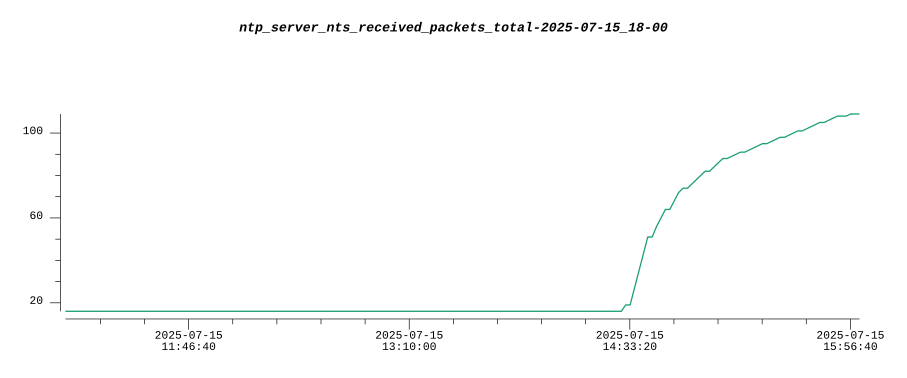 ntp_server_nts_received_packets_total-2025-07-15_18-00
100
60
20
2025-07-15 2025-07-15 2025-07-15 2025-07-15
11:46:40 13:10:00 14:33:20 15:56:40